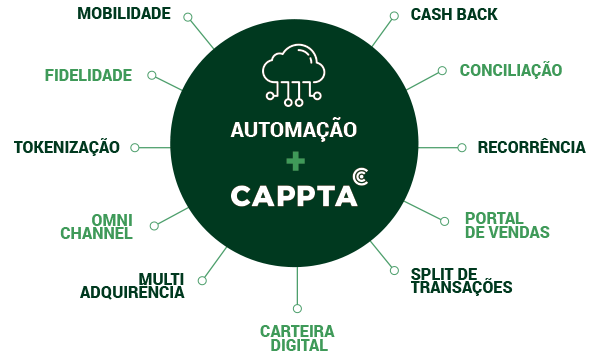 MOBILIDADE
CASH BACK
FIDELIDADE
CONCILIAÇÃO
AUTOMAÇÃO
+
CAPPTA
TOKENIZAÇÃO
RECORRÊNCIA
OMNI
CHANNEL
PORTAL
DE VENDAS
MULTI
ADQUIRÊNCIA
SPLIT DE
TRANSAÇÕES
CARTEIRA
DIGITAL